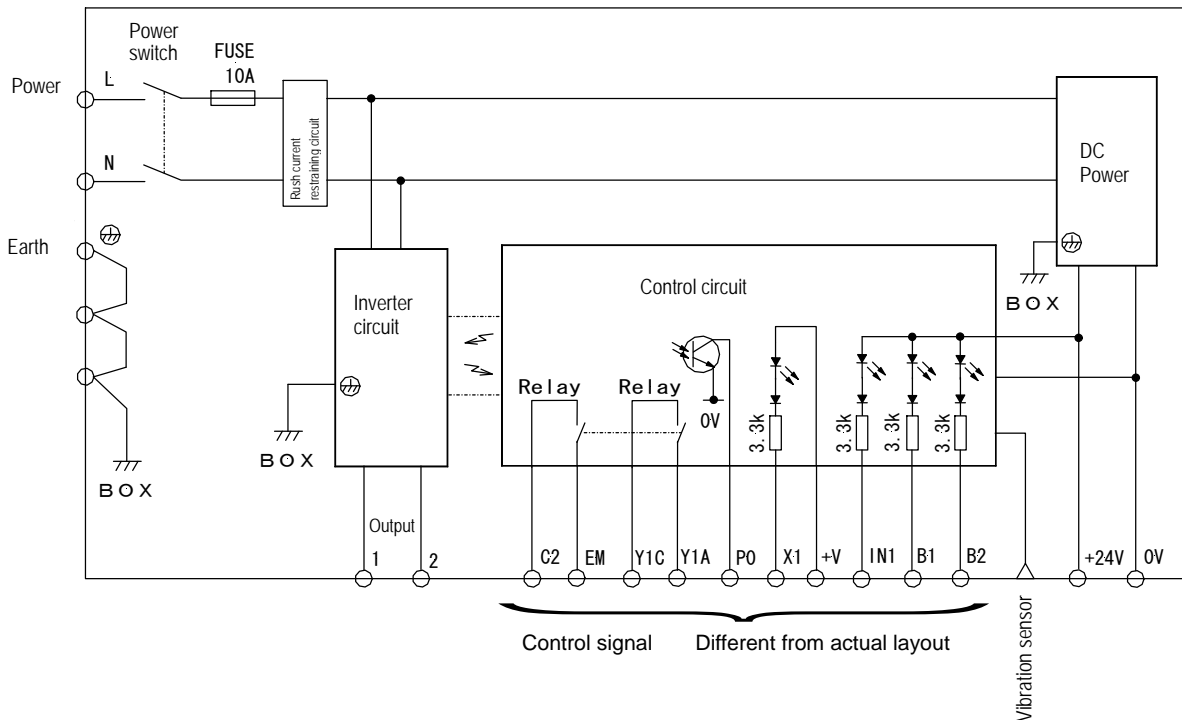 Power
switch
FUSE
10A
Power
L
N
Rush current
restraining circuit
DC
Power
Earth
BOX
Inverter
circuit
BOX
BOX
Control circuit
Relay
Relay
0V
3.3k
3.3k
3.3k
3.3k
Output
1
2
C2
EM
Y1C
Y1A
PO
X1
+V
IN1
B1
B2
+24V
0V
Vibration sensor
Control signal
Different from actual layout